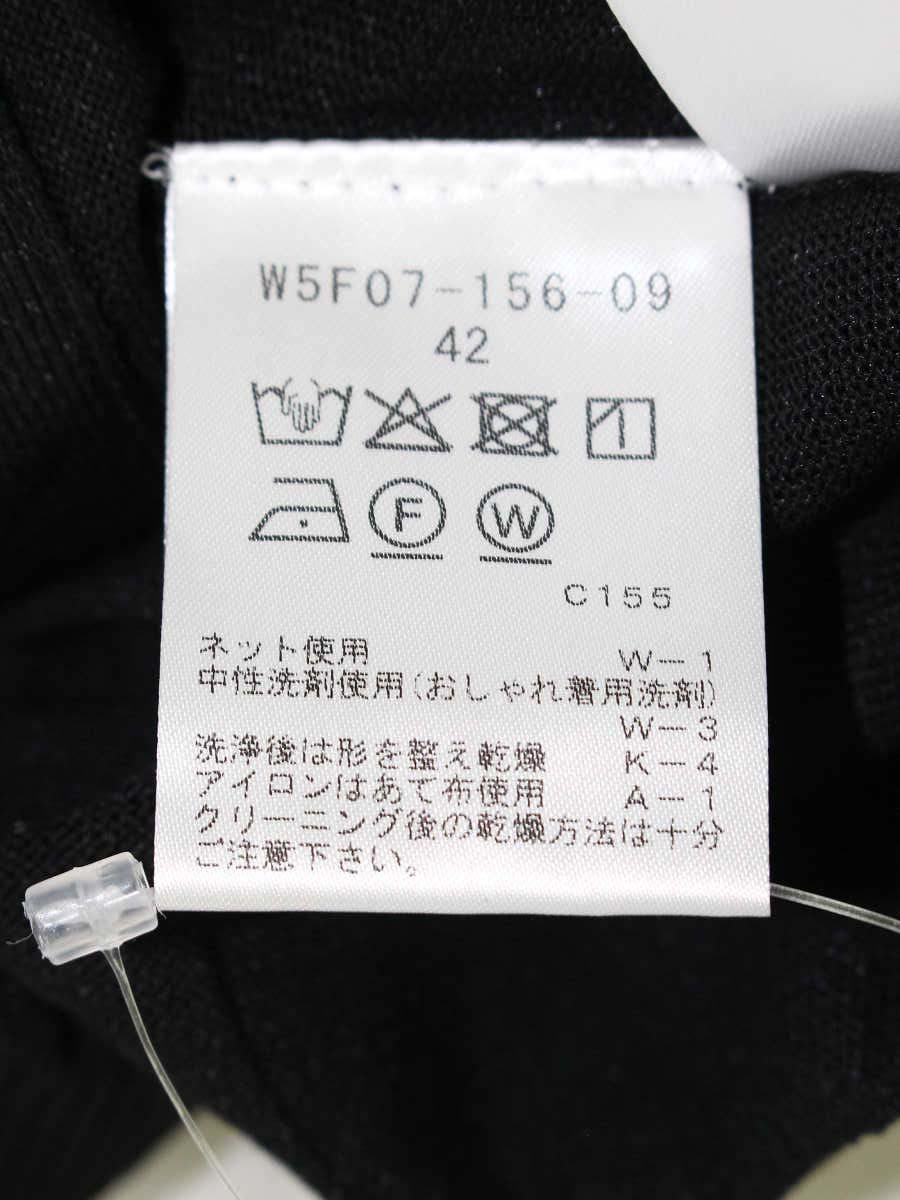 W5F07-156-09
42
F W
C155
ネット使用 W-1
中性洗剤使用(おしゃれ着用洗剤)
W-3
洗浄後は形を整え乾燥 K-4
アイロンはあて布使用 A-1
クリーニング後の乾燥方法は十分
ご注意下さい。